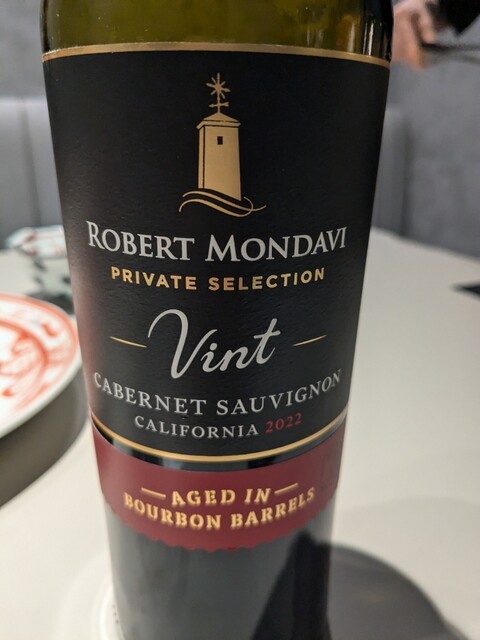 ROBERT MONDAVI
PRIVATE SELECTION
Vint
CABERNET SAUVIGNON
CALIFORNIA 2022
AGED IN
BOURBON BARRELS